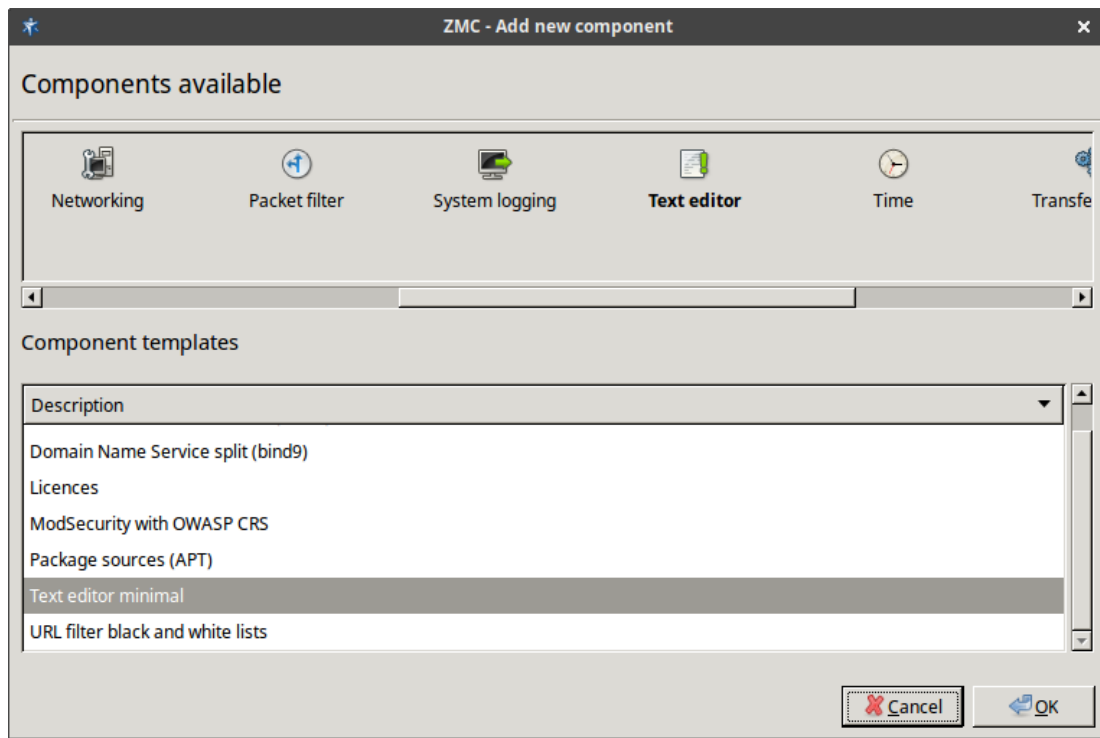 ZMC - Add new component
Components available
Networking
Packet filter
System logging
Text editor
Time
Transfe
Component templates
Description
Domain Name Service split (bind9)
Licences
ModSecurity with OWASP CRS
Package sources (APT)
Text editor minimal
URL filter black and white lists
Cancel
OK